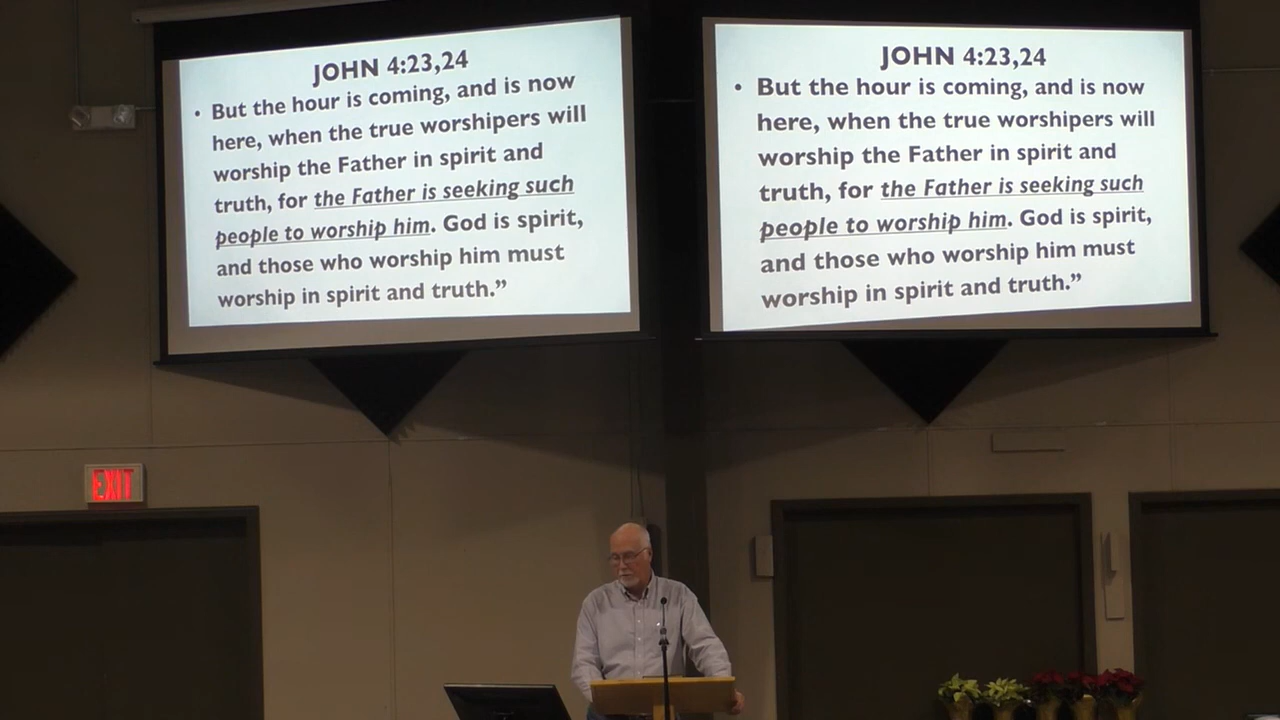 JOHN 4:23,24
• But the hour is coming, and is now
here, when the true worshipers will
worship the Father in spirit and
truth, for the Father is seeking such
people to worship him. God is spirit,
and those who worship him must
worship in spirit and truth.”
JOHN 4:23,24
• But the hour is coming, and is now
here, when the true worshipers will
worship the Father in spirit and
truth, for the Father is seeking such
people to worship him. God is spirit,
and those who worship him must
worship in spirit and truth.”
EXIT